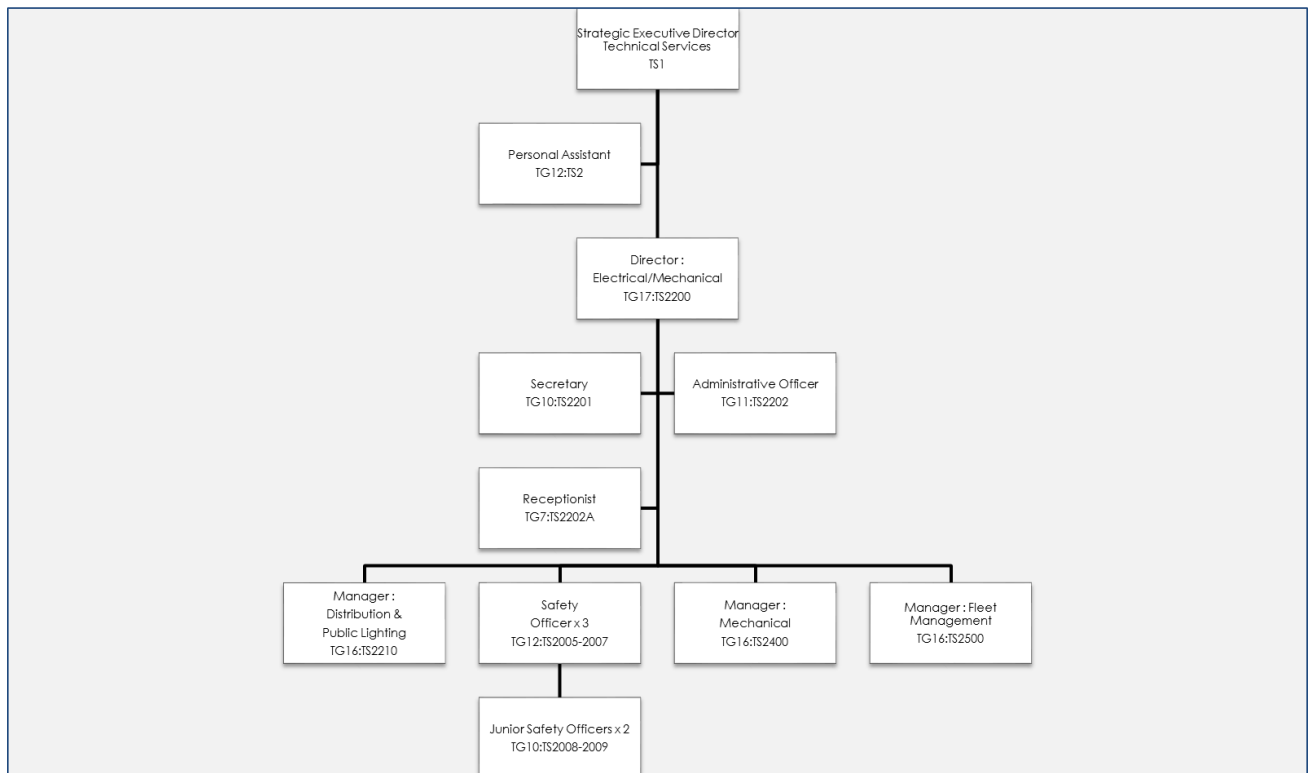 Strategic Executive Director
Technical Services
TS1
Personal Assistant
TG12:TS2
Director :
Electrical/Mechanical
TG17:TS2200
Secretary
TG10:TS2201
Administrative Officer
TG11:TS2202
Receptionist
TG7:TS2202A
Manager :
Distribution &
Public Lighting
TG16:TS2210
Safety
Officer x 3
TG12:TS2005-2007
Manager :
Mechanical
TG16:TS2400
Manager : Fleet
Management
TG16:TS2500
Junior Safety Officers x 2
TG10:TS2008-2009